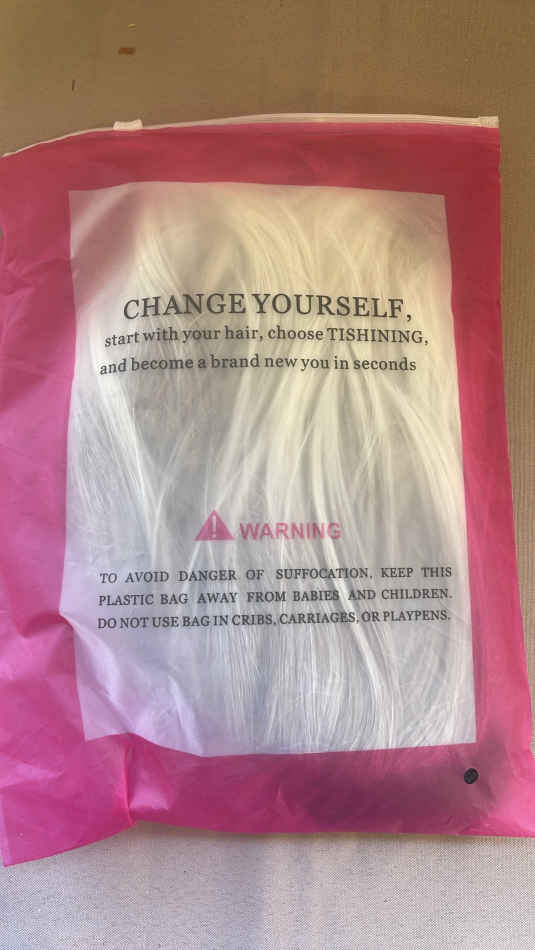 CHANGE YOURSELF,
start with your hair, choose TISHINING,
and become a brand new you in seconds
WARNING
TO AVOID DANGER OF SUFFOCATION, KEEP THIS
PLASTIC BAG AWAY FROM BABIES AND CHILDREN.
DO NOT USE BAG IN CRIBS, CARRIAGES, OR PLAYPENS.